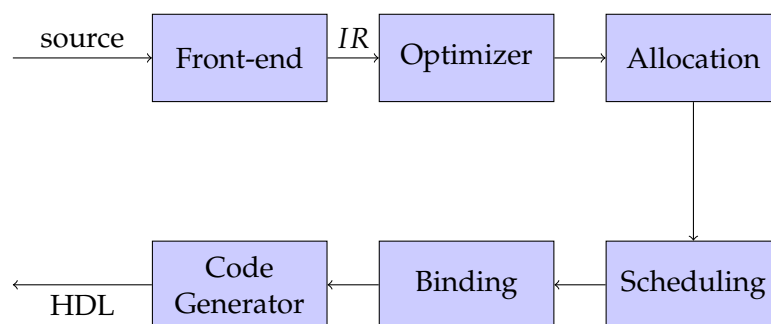 source
Front-end
IR
Optimizer
Allocation
Scheduling
Binding
Code
Generator
HDL